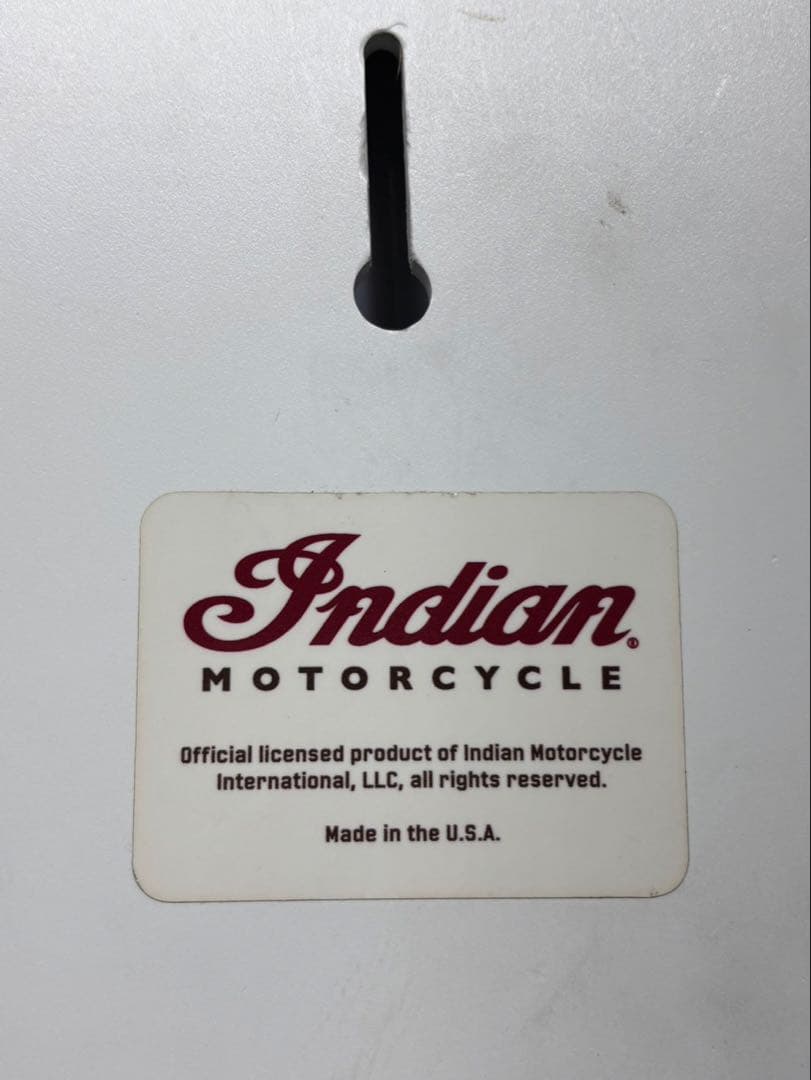 Indian®
MOTORCYCLE
Official licensed product of Indian Motorcycle
International, LLC, all rights reserved.
Made in the U.S.A.